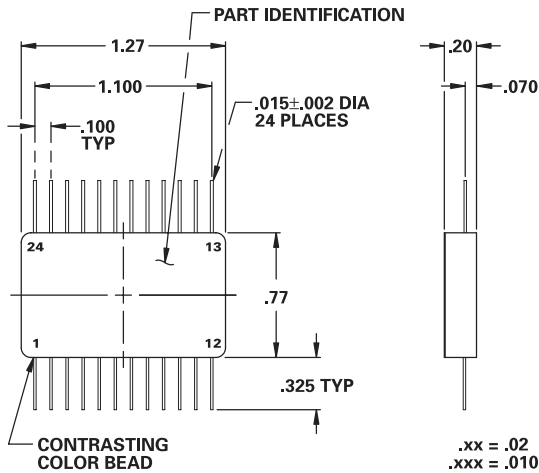 PART IDENTIFICATION
1.27
.20
1.100
.070
.015±.002 DIA
24 PLACES
.100
TYP
24
13
.77
1
12
.325 TYP
CONTRASTING
COLOR BEAD
.xx = .02
.xxx = .010